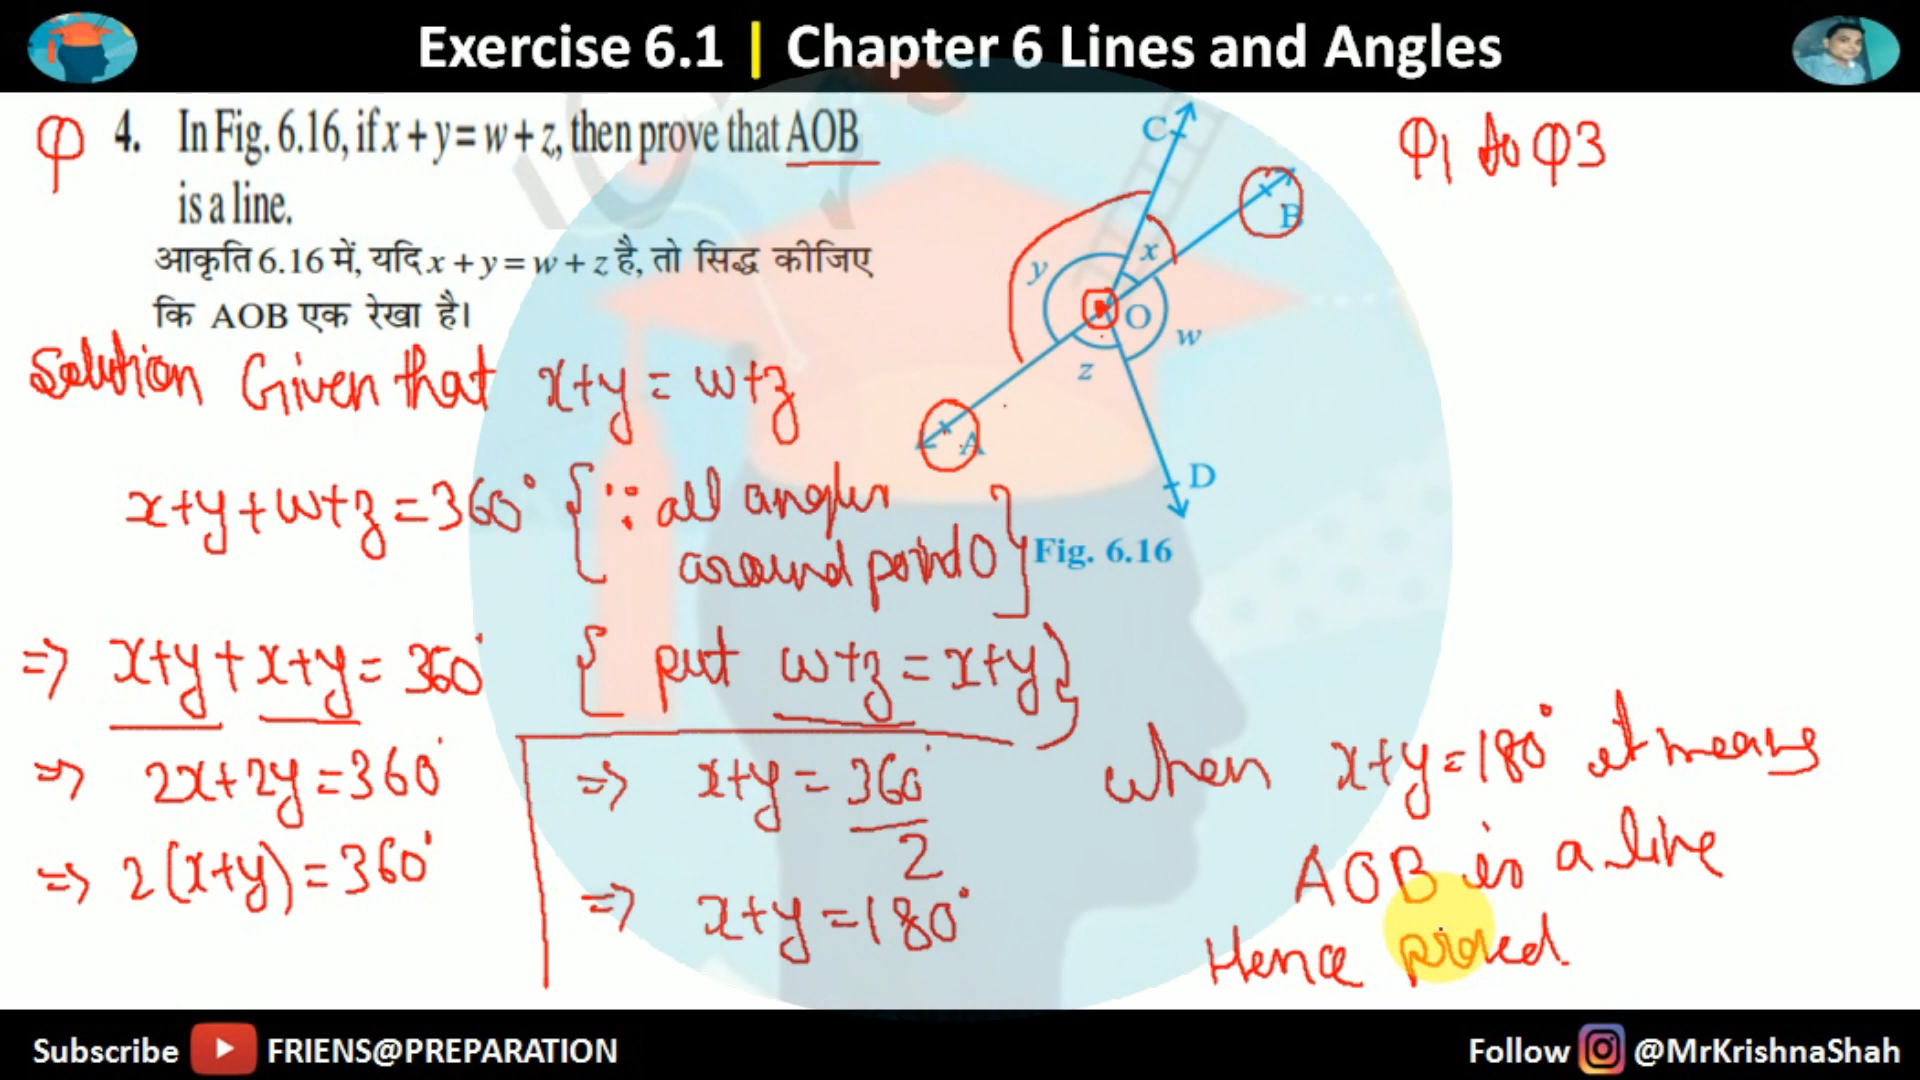 Exercise 6.1 | Chapter 6 Lines and Angles
Q 4. In Fig. 6.16, if x + y = w + z, then prove that AOB
is a line.
आकृति 6.16 में, यदि x + y = w + z है, तो सिद्ध कीजिए
कि AOB एक रेखा है।
Q1 to Q3
C
B
x
y
O
w
z
A
D
Fig. 6.16
Solution Given that x+y = w+z
x+y+w+z=360° {∵ all angles
around point O}
=> x+y+x+y=360° {put w+z=x+y}
=> 2x+2y=360°
=> 2(x+y)=360°
=> x+y = 360°/2
=> x+y=180°
when x+y=180° it means
AOB is a line
Hence proved.
Subscribe FRIENS@PREPARATION
Follow @MrKrishnaShah